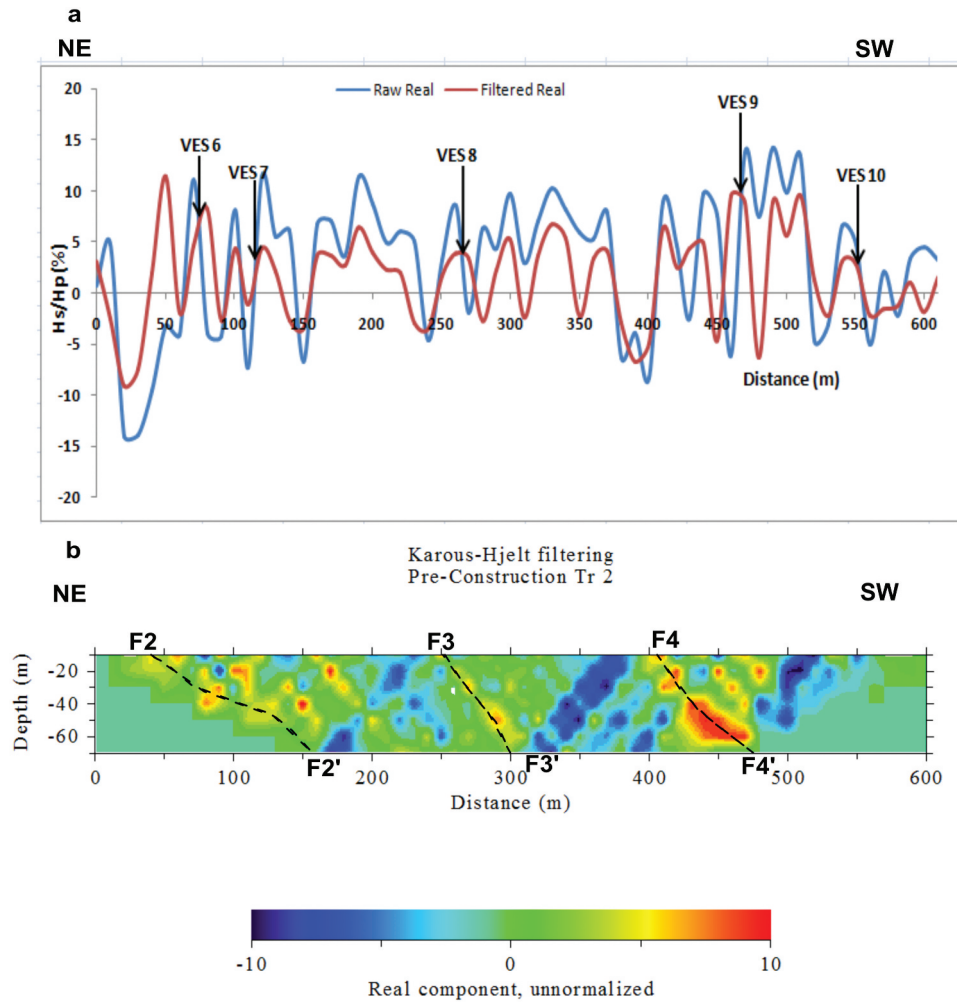 a
NE SW
20
Raw Real Filtered Real
VES 9
15
VES 6
VES 8
VES 7
VES 10
10
5
Hs/Hp (%)
0
0 50 100 150 200 250 300 350 400 450 500 550 600
-5
Distance (m)
-10
-15
-20
b
Karous-Hjelt filtering
Pre-Construction Tr 2
NE SW
F2 F3 F4
-20
-40
-60
Depth (m)
F2' F3' F4'
0 100 200 300 400 500 600
Distance (m)
-10 0 10
Real component, unnormalized